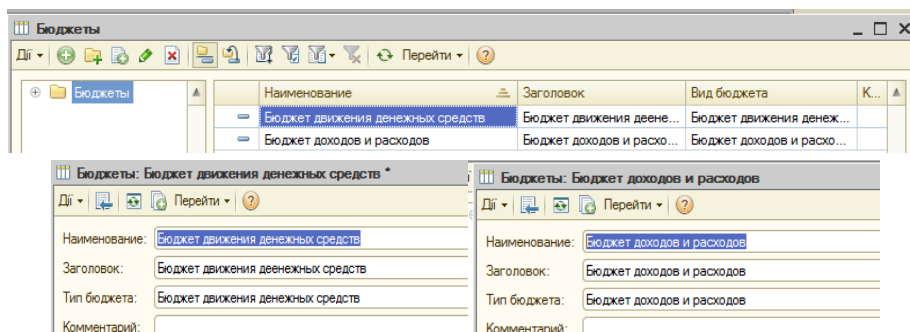 Бюджеты
Дії Перейти
Бюджеты Наименование Заголовок Вид бюджета К...
Бюджет движения денежных средств Бюджет движения деене... Бюджет движения денеж...
Бюджет доходов и расходов Бюджет доходов и расхо... Бюджет доходов и расхо...
Бюджеты: Бюджет движения денежных средств *
Дії Перейти
Наименование: Бюджет движения денежных средств
Заголовок: Бюджет движения деенежных средств
Тип бюджета: Бюджет движения денежных средств
Комментарий:
Бюджеты: Бюджет доходов и расходов
Дії Перейти
Наименование: Бюджет доходов и расходов
Заголовок: Бюджет доходов и расходов
Тип бюджета: Бюджет доходов и расходов
Комментарий: